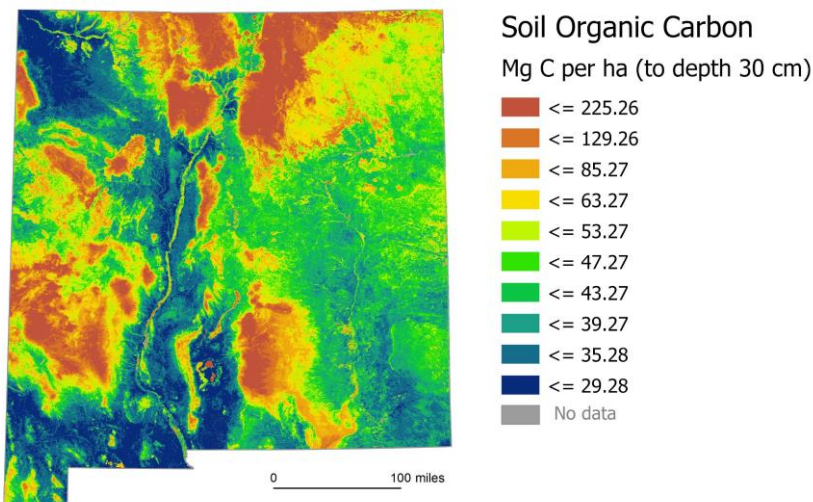 Soil Organic Carbon
Mg C per ha (to depth 30 cm)
<= 225.26
<= 129.26
<= 85.27
<= 63.27
<= 53.27
<= 47.27
<= 43.27
<= 39.27
<= 35.28
<= 29.28
No data
0 100 miles